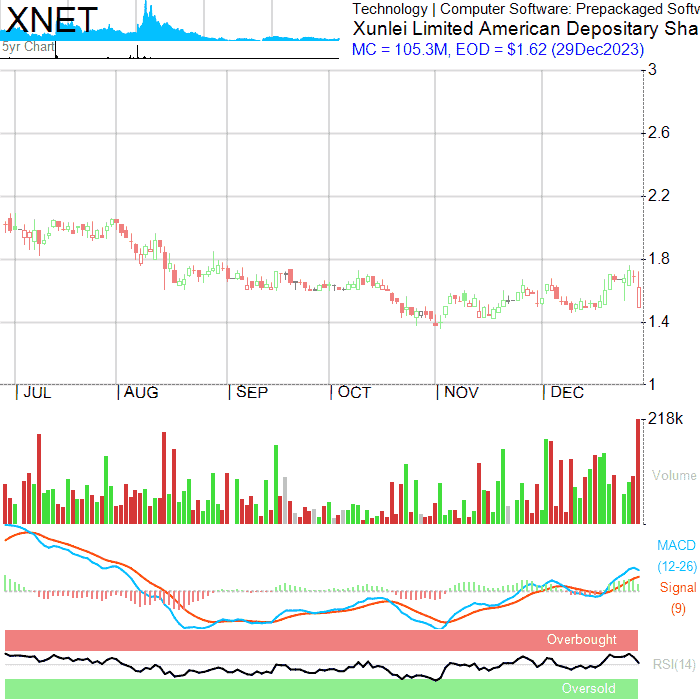 XNET
Technology | Computer Software: Prepackaged Softw
Xunlei Limited American Depositary Sha
5yr Chart
MC = 105.3M, EOD = $1.62 (29Dec2023)
3
2.6
2.2
1.8
1.4
1
JUL AUG SEP OCT NOV DEC
218k
Volume
MACD
(12-26)
Signal
(9)
Overbought
RSI(14)
Oversold